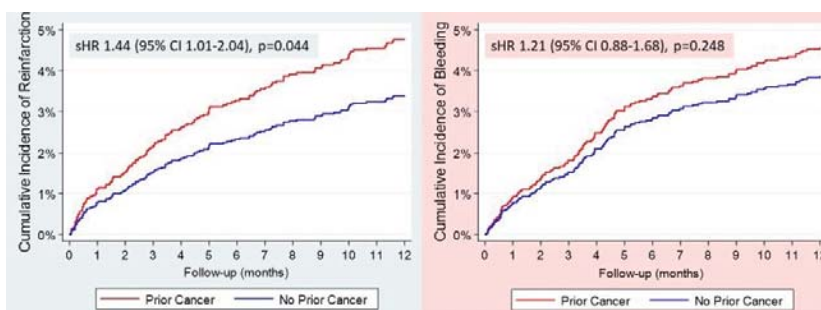 sHR 1.44 (95% CI 1.01-2.04), p=0.044
Cumulative Incidence of Reinfarction
5%
4%
3%
2%
1%
0%
0 1 2 3 4 5 6 7 8 9 10 11 12
Follow-up (months)
Prior Cancer No Prior Cancer
sHR 1.21 (95% CI 0.88-1.68), p=0.248
Cumulative Incidence of Bleeding
5%
4%
3%
2%
1%
0%
0 1 2 3 4 5 6 7 8 9 10 11 12
Follow-up (months)
Prior Cancer No Prior Cancer